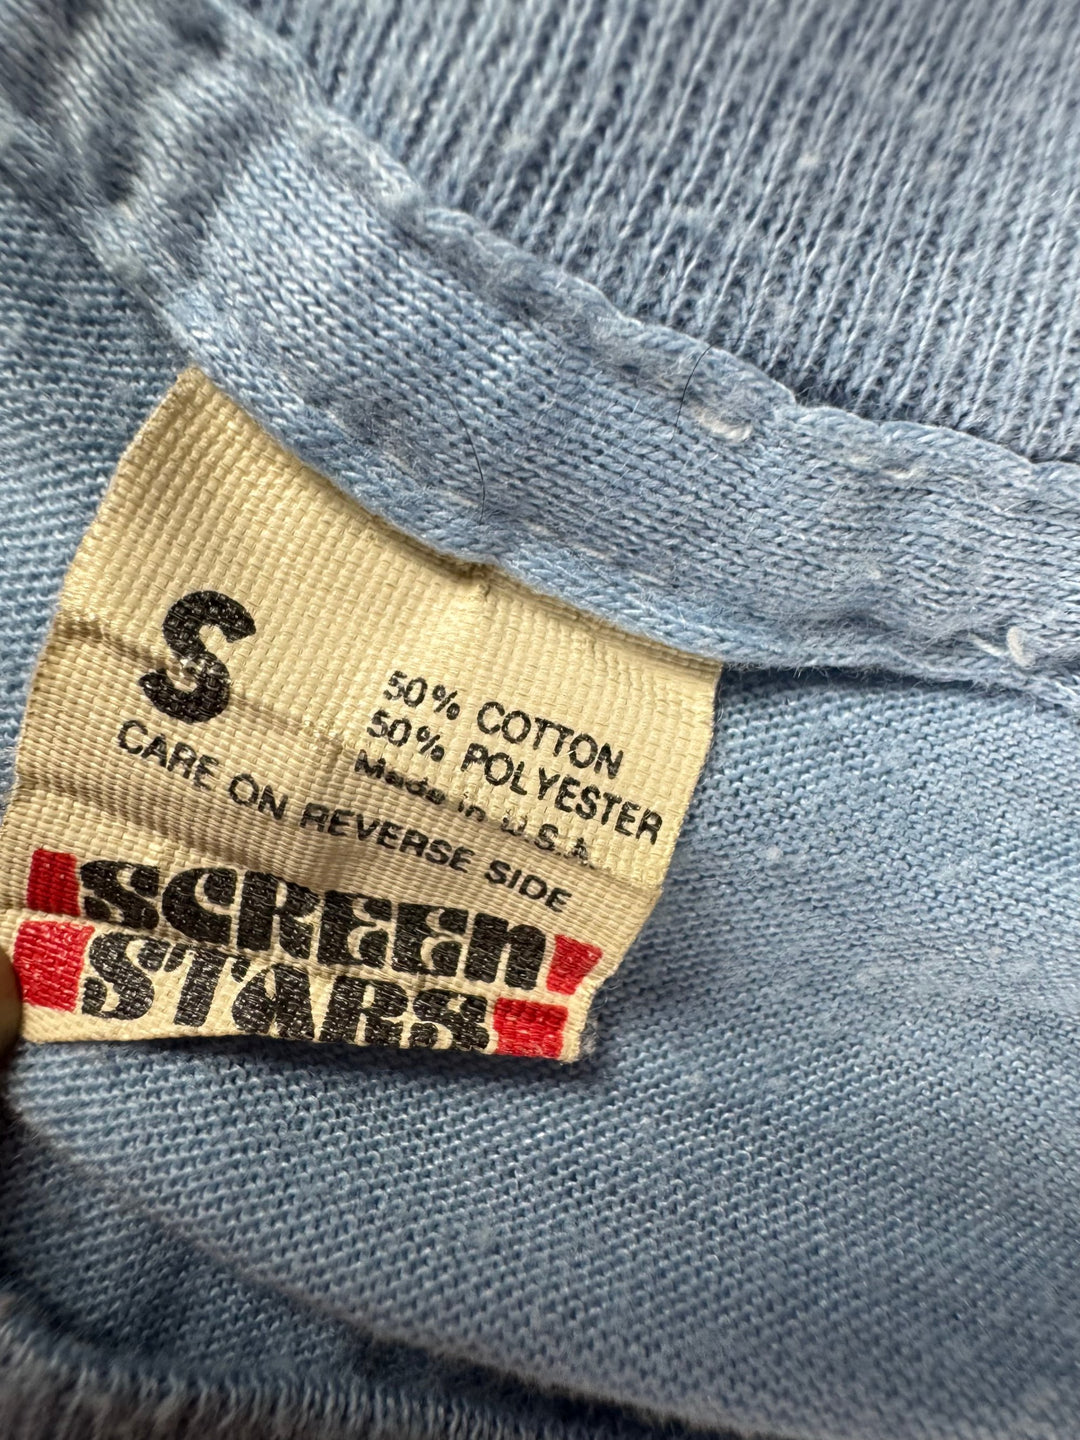 S
50% COTTON
50% POLYESTER
Made in U.S.A.
CARE ON REVERSE SIDE
SCREEN
STARS